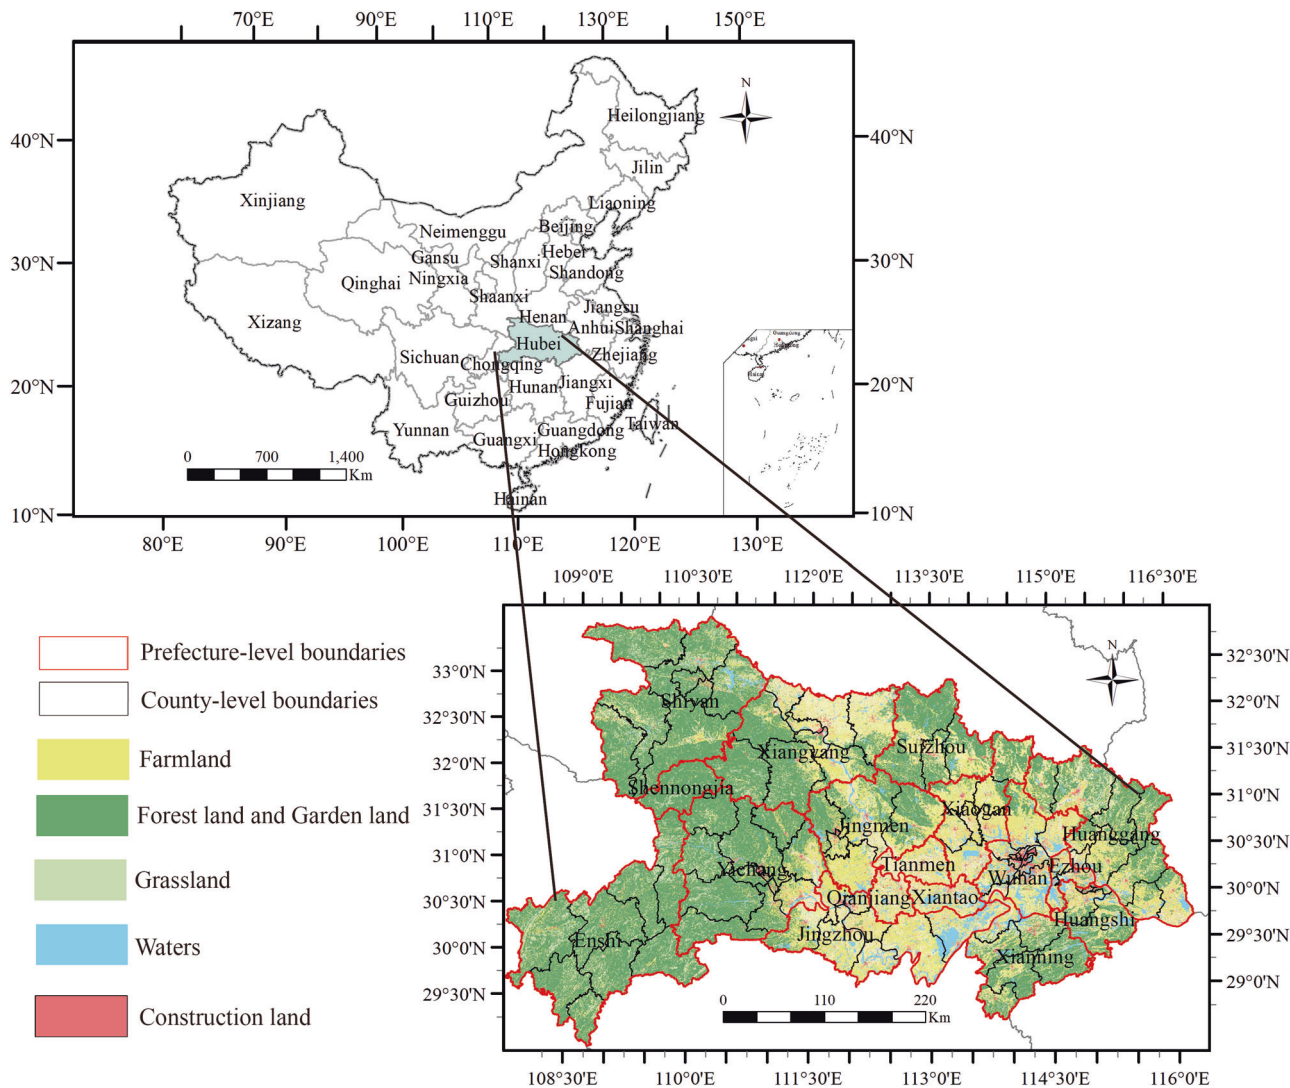 70°E 90°E 110°E 130°E 150°E
N
Heilongjiang
40°N 40°N
Jilin
Xinjiang
Liaoning
Beijing
Neimenggu
Hebei
Gansu
Shanxi
30°N 30°N
Shandong
Ningxia
Qinghai
Shaanxi
Jiangsu
Henan
Xizang
Anhui Shanghai
Hubei
Sichuan
Zhejiang
Chongqing
20°N 20°N
Hunan Jiangxi
Guizhou
Fujian
Taiwan
Yunnan
Guangdong
Guangxi
Hongkong
0 700 1,400
Km
Hainan
10°N 10°N
80°E 90°E 100°E 110°E 120°E 130°E
109°0'E 110°30'E 112°0'E 113°30'E 115°0'E 116°30'E
Prefecture-level boundaries
County-level boundaries
Farmland
Forest land and Garden land
Grassland
Waters
Construction land
N
33°0'N 32°30'N
32°30'N 32°0'N
32°0'N 31°30'N
31°30'N 31°0'N
31°0'N 30°30'N
30°30'N 30°0'N
30°0'N 29°30'N
29°30'N 29°0'N
Shiyan
Xiangyang
Suizhou
Shennongjia
Xiaogan
Jingmen
Huanggang
Yichang
Tianmen
Ezhou
Wuhan
Qianjiang
Xiantao
Huangshi
Jingzhou
Enshi
Xianning
0 110 220
Km
108°30'E 110°0'E 111°30'E 113°0'E 114°30'E 116°0'E